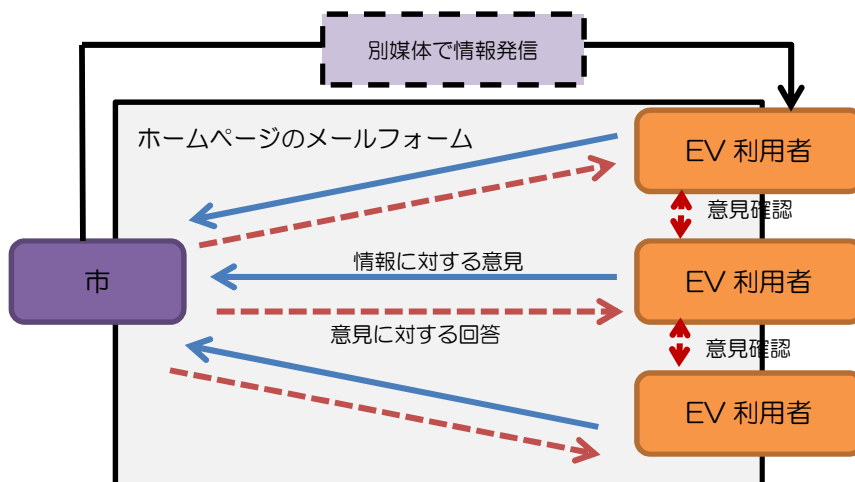 別媒体で情報発信
ホームページのメールフォーム
EV 利用者
意見確認
市
情報に対する意見
EV 利用者
意見に対する回答
意見確認
EV 利用者